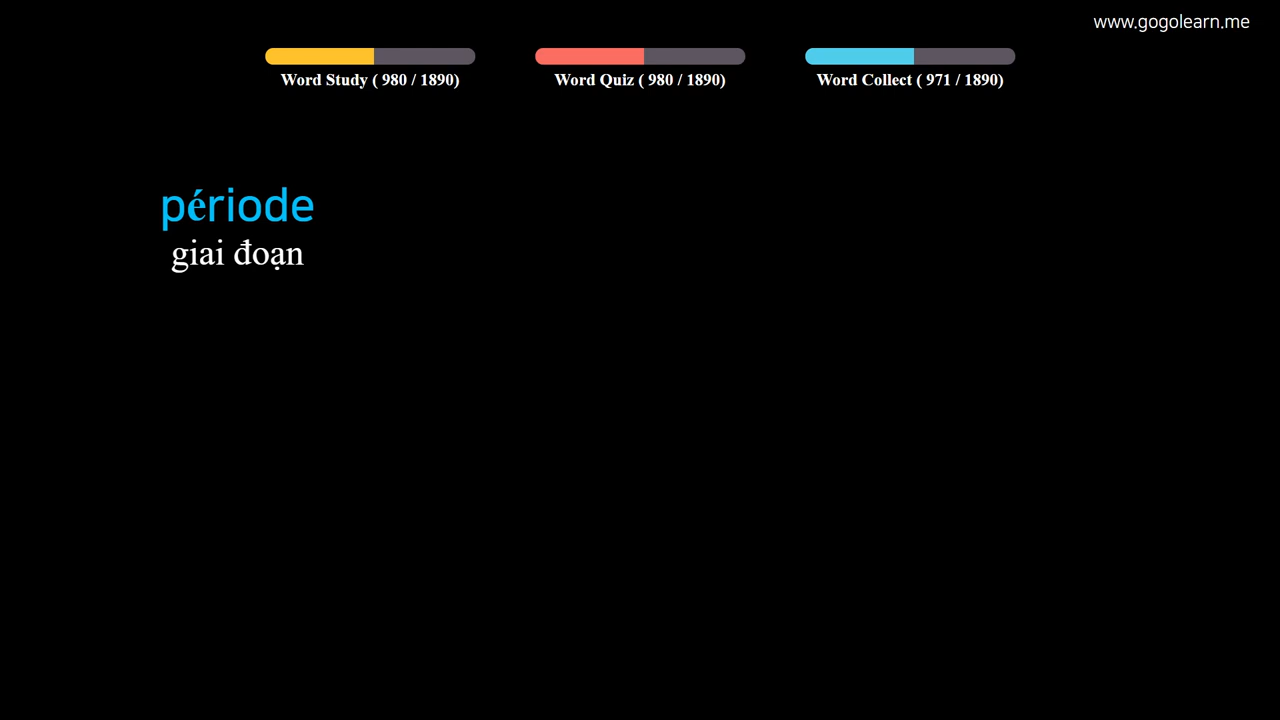 www.gogolearn.me
Word Study ( 980 / 1890)
Word Quiz ( 980 / 1890)
Word Collect ( 971 / 1890)
période
giai đoạn